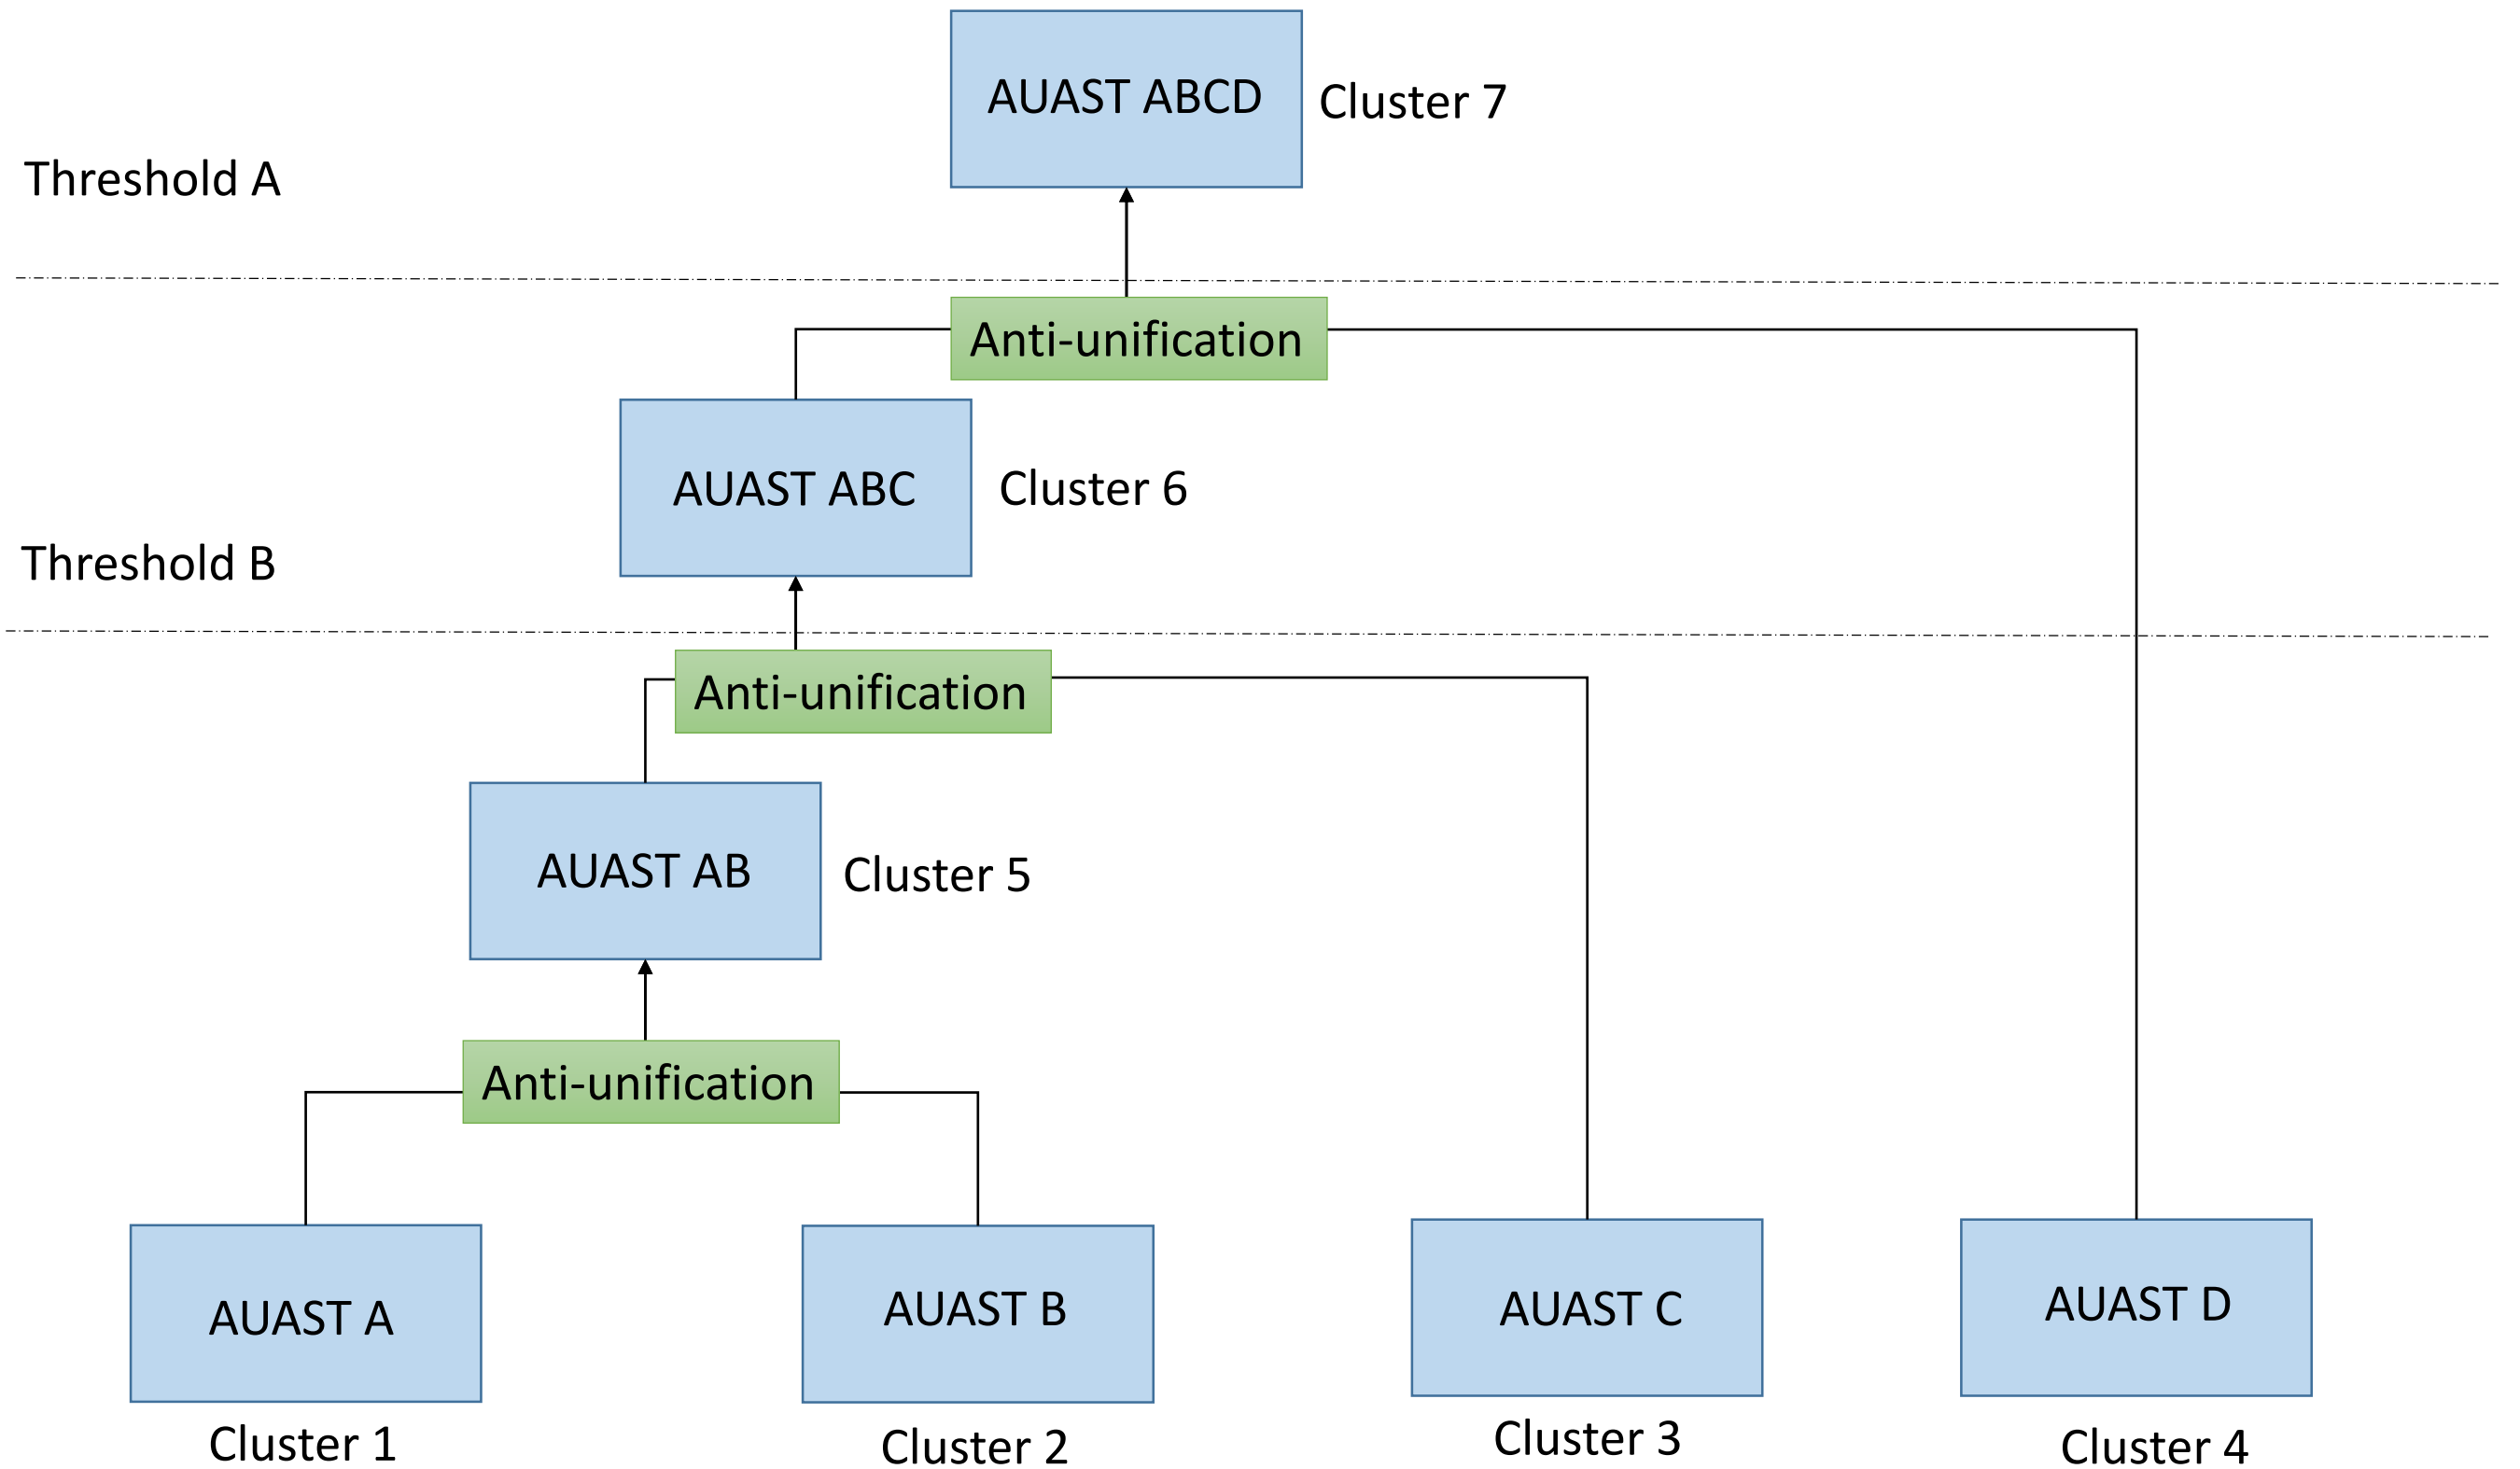 AUAST ABCD
Cluster 7
Threshold A
Anti-unification
AUAST ABC
Cluster 6
Threshold B
Anti-unification
AUAST AB
Cluster 5
Anti-unification
AUAST A
AUAST B
AUAST C
AUAST D
Cluster 1
Cluster 2
Cluster 3
Cluster 4